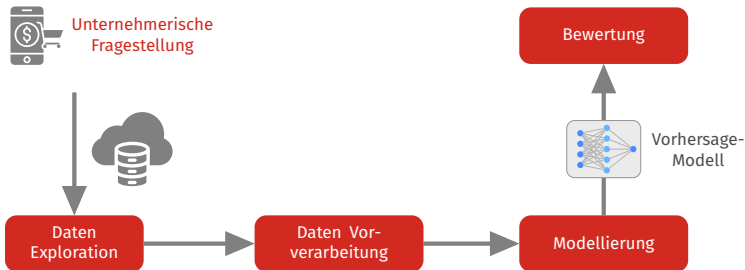 Unternehmerische
Fragestellung
Bewertung
Vorhersage-
Modell
Daten
Exploration
Daten Vor-
verarbeitung
Modellierung